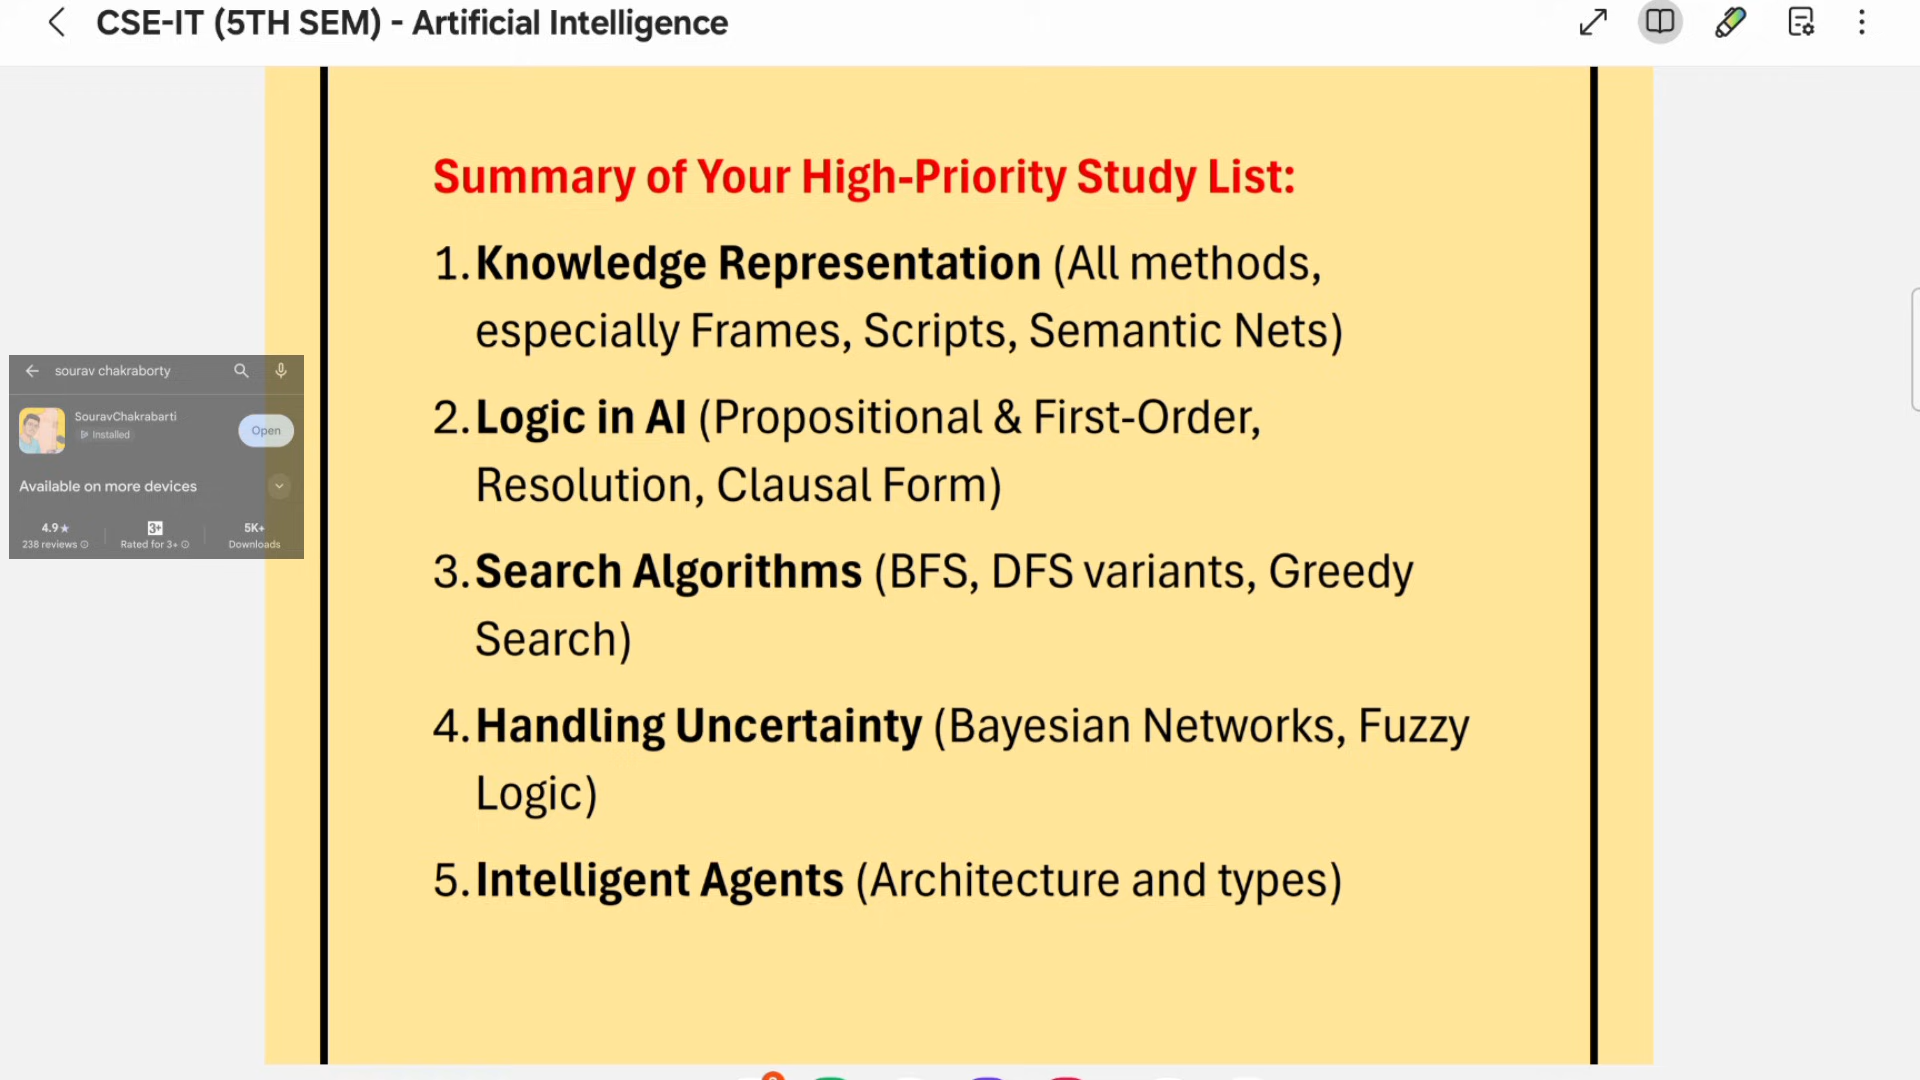 CSE-IT (5TH SEM) - Artificial Intelligence
Summary of Your High-Priority Study List:
1. Knowledge Representation (All methods,
especially Frames, Scripts, Semantic Nets)
2. Logic in AI (Propositional & First-Order,
Resolution, Clausal Form)
3. Search Algorithms (BFS, DFS variants, Greedy
Search)
4. Handling Uncertainty (Bayesian Networks, Fuzzy
Logic)
5. Intelligent Agents (Architecture and types)
sourav chakraborty
SouravChakrabarti
Installed
Open
Available on more devices
4.9★ 3+ 5K+
238 reviews Rated for 3+ Downloads